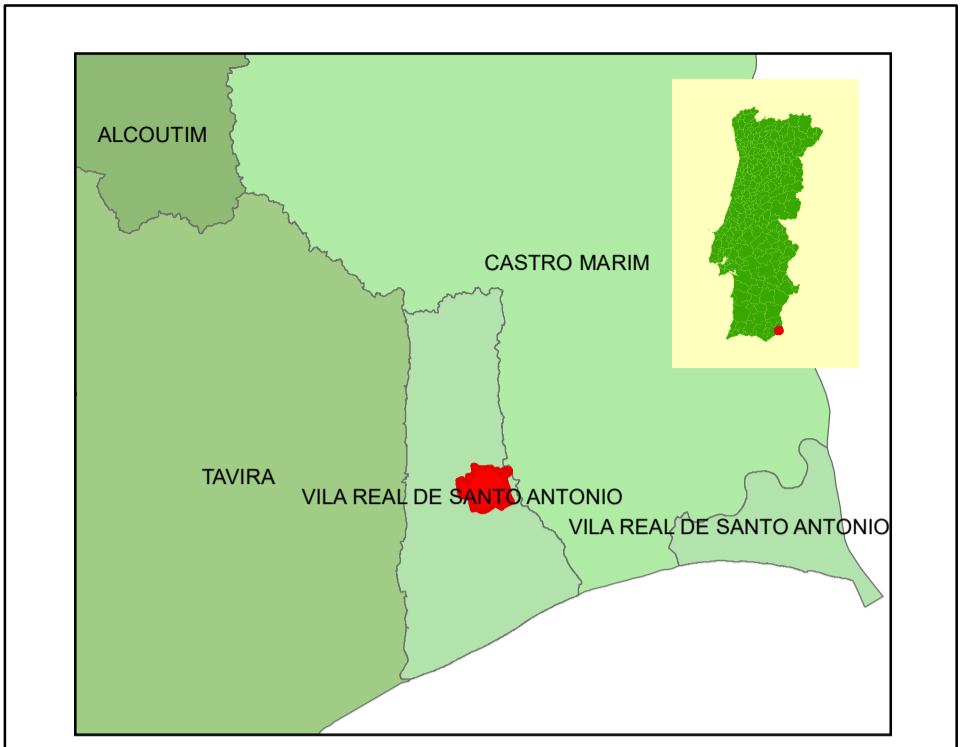 ALCOUTIM
CASTRO MARIM
TAVIRA
VILA REAL DE SANTO ANTONIO
VILA REAL DE SANTO ANTONIO